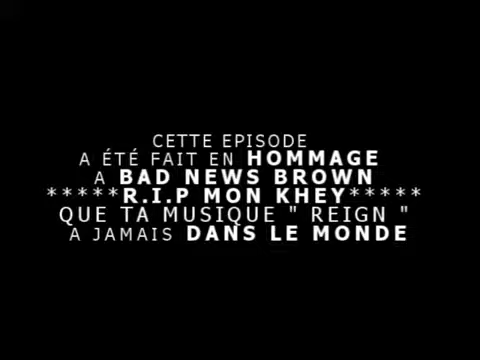 CETTE EPISODE
A ÉTÉ FAIT EN HOMMAGE
A BAD NEWS BROWN
*****R.I.P MON KHEY*****
QUE TA MUSIQUE " REIGN "
A JAMAIS DANS LE MONDE